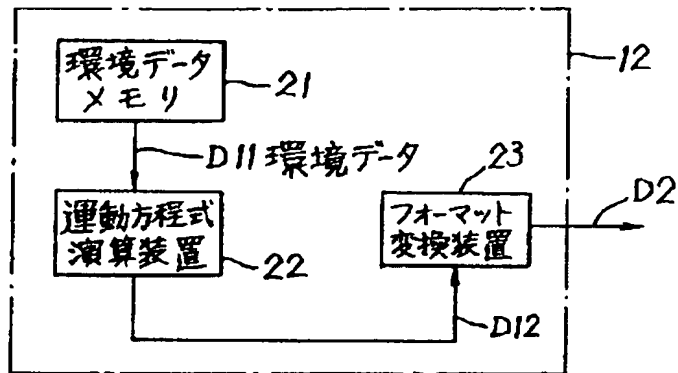 環境データ
メモリ
21
12
D11 環境データ
23
D2
運動方程式
演算装置
22
フォーマット
変換装置
D12